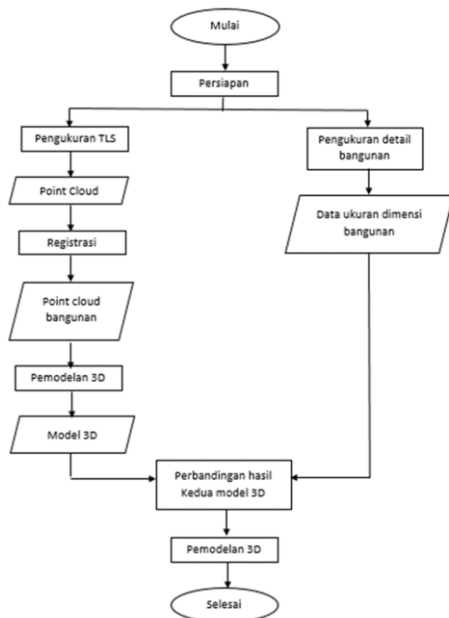 Mulai
Persiapan
Pengukuran TLS
Point Cloud
Registrasi
Point cloud
bangunan
Pemodelan 3D
Model 3D
Pengukuran detail
bangunan
Data ukuran dimensi
bangunan
Perbandingan hasil
Kedua model 3D
Pemodelan 3D
Selesai